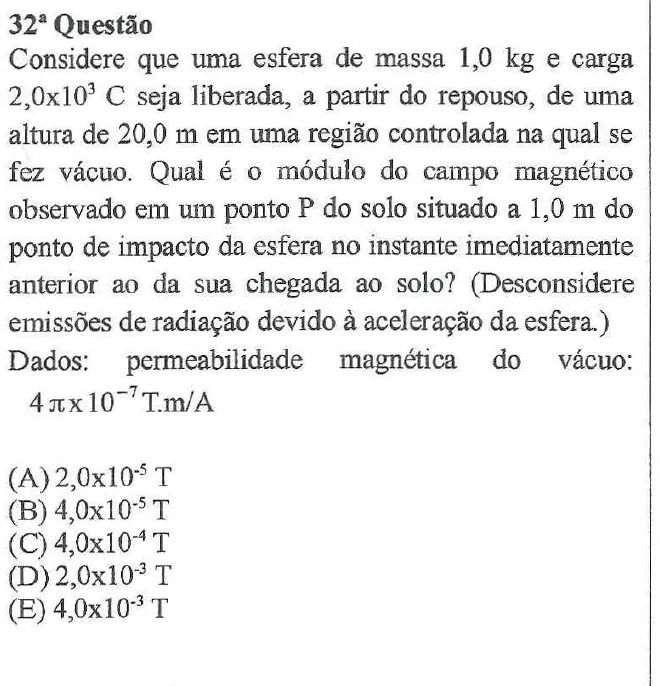 32ª Questão
Considere que uma esfera de massa 1,0 kg e carga
2,0x10³ C seja liberada, a partir do repouso, de uma
altura de 20,0 m em uma região controlada na qual se
fez vácuo. Qual é o módulo do campo magnético
observado em um ponto P do solo situado a 1,0 m do
ponto de impacto da esfera no instante imediatamente
anterior ao da sua chegada ao solo? (Desconsidere
emissões de radiação devido à aceleração da esfera.)
Dados: permeabilidade magnética do vácuo:
4 π x 10⁻⁷ T.m/A
(A) 2,0x10⁻⁵ T
(B) 4,0x10⁻⁵ T
(C) 4,0x10⁻⁴ T
(D) 2,0x10⁻³ T
(E) 4,0x10⁻³ T